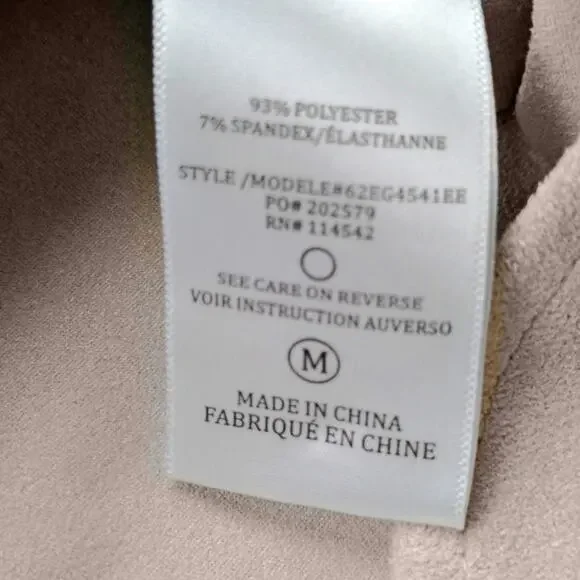 93% POLYESTER
7% SPANDEX/ÉLASTHANNE
STYLE /MODELE#62EG4541EE
PO# 202579
RN# 114542
SEE CARE ON REVERSE
VOIR INSTRUCTION AUVERSO
M
MADE IN CHINA
FABRIQUÉ EN CHINE